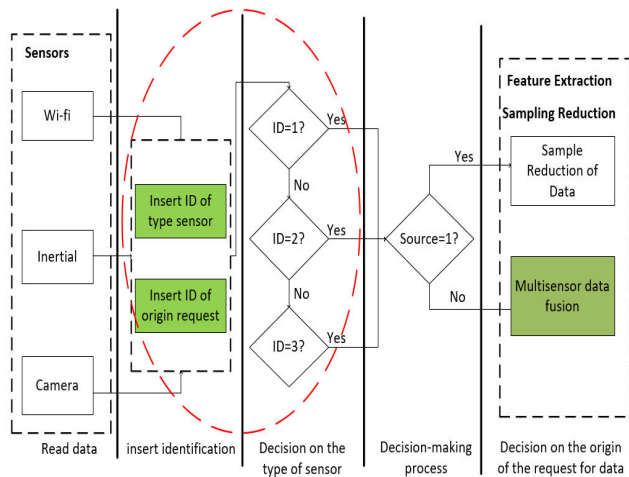 Sensors
Wi-fi
Inertial
Camera
Read data
Insert ID of
type sensor
Insert ID of
origin request
insert identification
ID=1?
Yes
No
ID=2?
Yes
No
ID=3?
Yes
Decision on the
type of sensor
Source=1?
Yes
No
Decision-making
process
Feature Extraction
Sampling Reduction
Sample
Reduction of
Data
Multisensor data
fusion
Decision on the origin
of the request for data